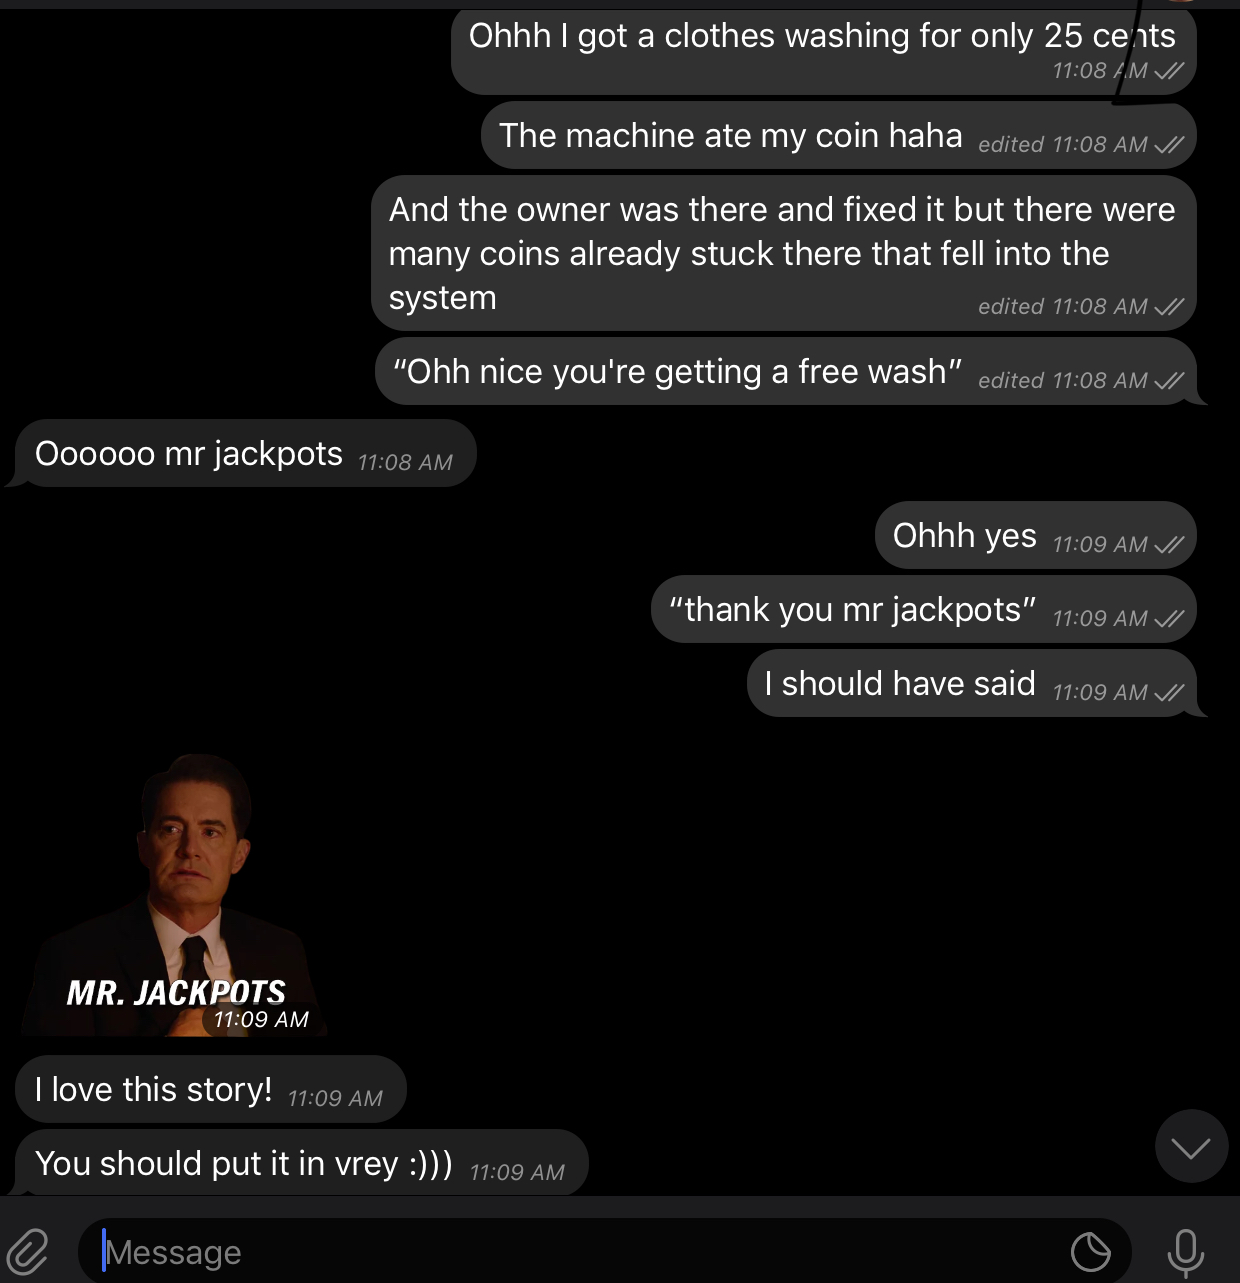 Ohhh I got a clothes washing for only 25 cents
11:08 AM
The machine ate my coin haha edited 11:08 AM
And the owner was there and fixed it but there were
many coins already stuck there that fell into the
system edited 11:08 AM
“Ohh nice you're getting a free wash” edited 11:08 AM
Oooooo mr jackpots 11:08 AM
Ohhh yes 11:09 AM
“thank you mr jackpots” 11:09 AM
I should have said 11:09 AM
MR. JACKPOTS
11:09 AM
I love this story! 11:09 AM
You should put it in vrey :))) 11:09 AM
Message